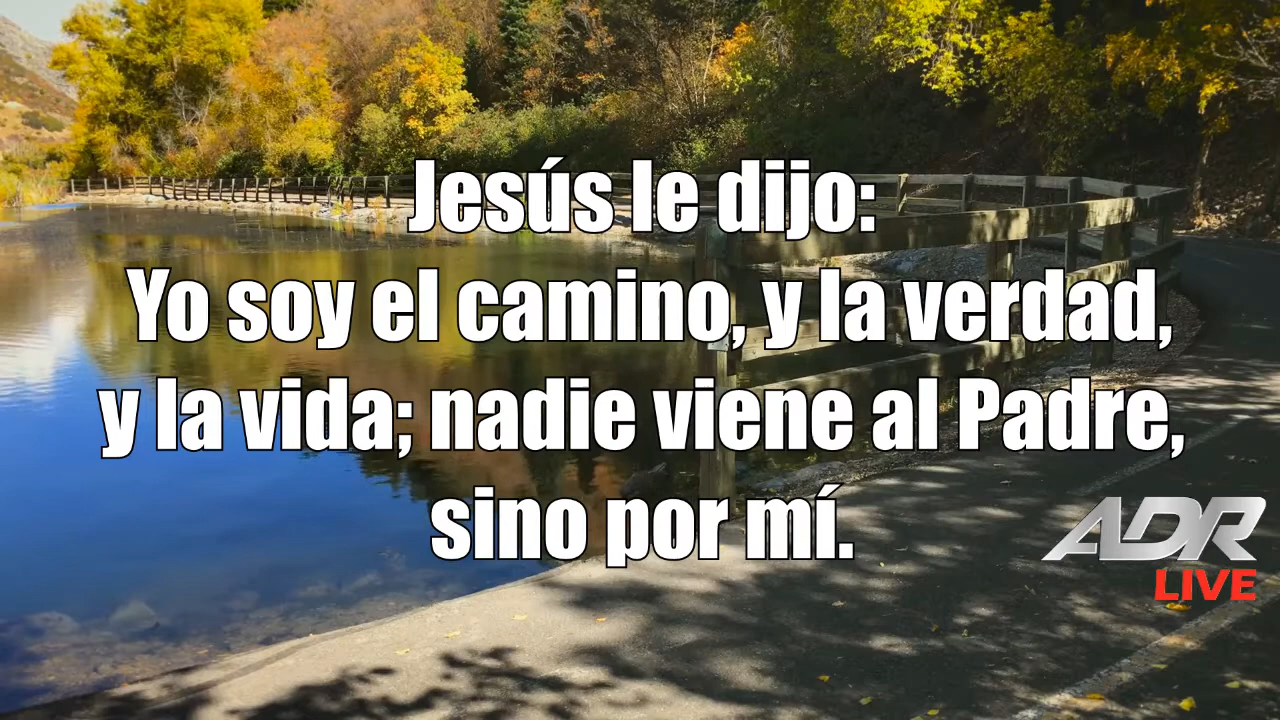 Jesús le dijo:
Yo soy el camino, y la verdad,
y la vida; nadie viene al Padre,
sino por mí.
ADR
LIVE